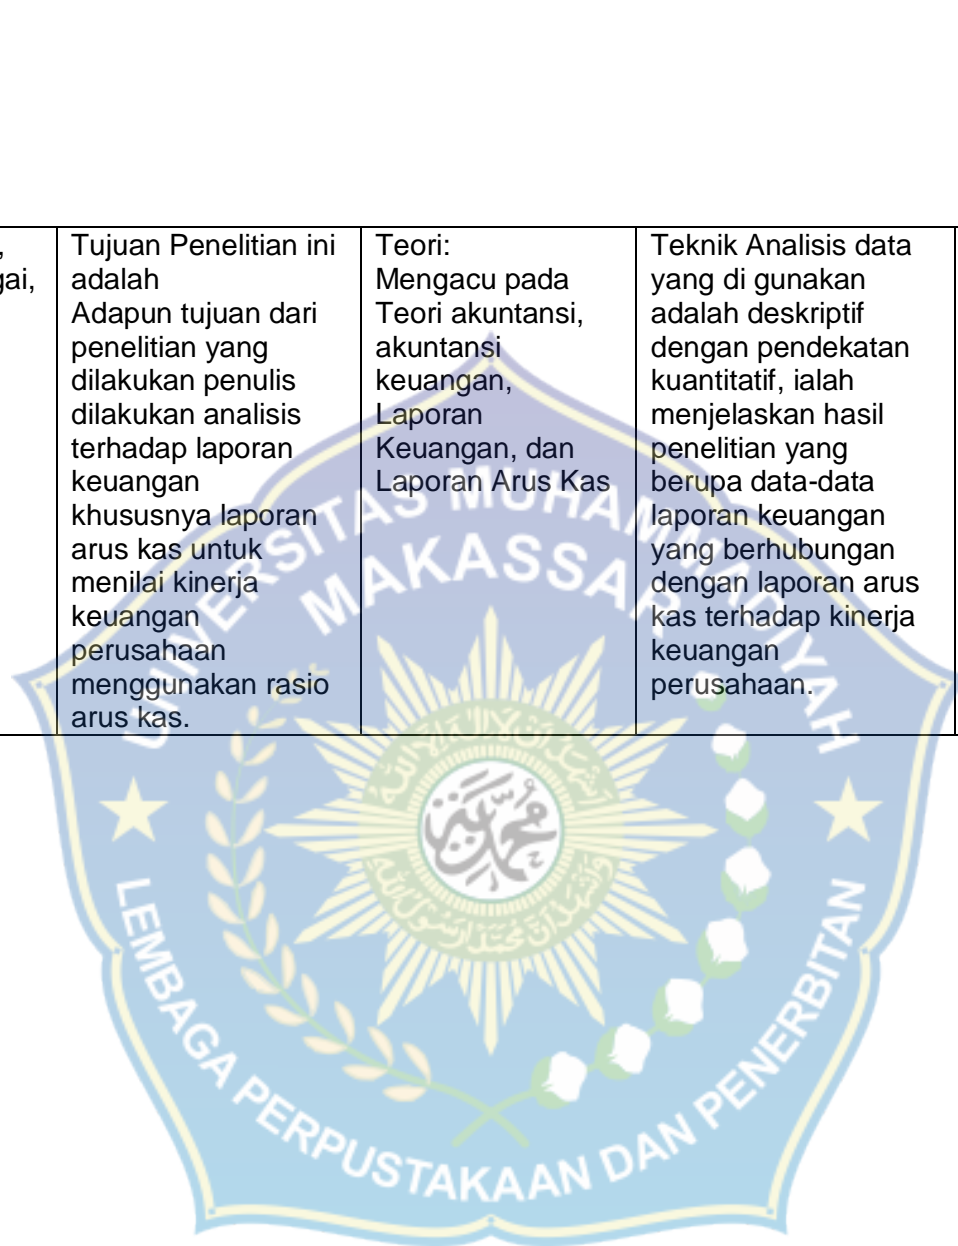 ,
gai,
Tujuan Penelitian ini
adalah
Adapun tujuan dari
penelitian yang
dilakukan penulis
dilakukan analisis
terhadap laporan
keuangan
khususnya laporan
arus kas untuk
menilai kinerja
keuangan
perusahaan
menggunakan rasio
arus kas.
Teori:
Mengacu pada
Teori akuntansi,
akuntansi
keuangan,
Laporan
Keuangan, dan
Laporan Arus Kas
Teknik Analisis data
yang di gunakan
adalah deskriptif
dengan pendekatan
kuantitatif, ialah
menjelaskan hasil
penelitian yang
berupa data-data
laporan keuangan
yang berhubungan
dengan laporan arus
kas terhadap kinerja
keuangan
perusahaan.
UNIVERSITAS MUHAMMADIYAH
MAKASSAR
LEMBAGA PERPUSTAKAAN DAN PENERBITAN